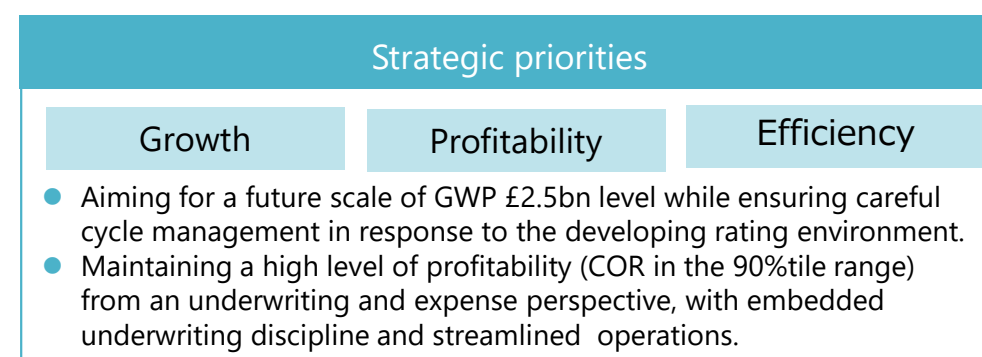 Strategic priorities
Growth
Profitability
Efficiency
Aiming for a future scale of GWP £2.5bn level while ensuring careful
cycle management in response to the developing rating environment.
Maintaining a high level of profitability (COR in the 90%tile range)
from an underwriting and expense perspective, with embedded
underwriting discipline and streamlined  operations.